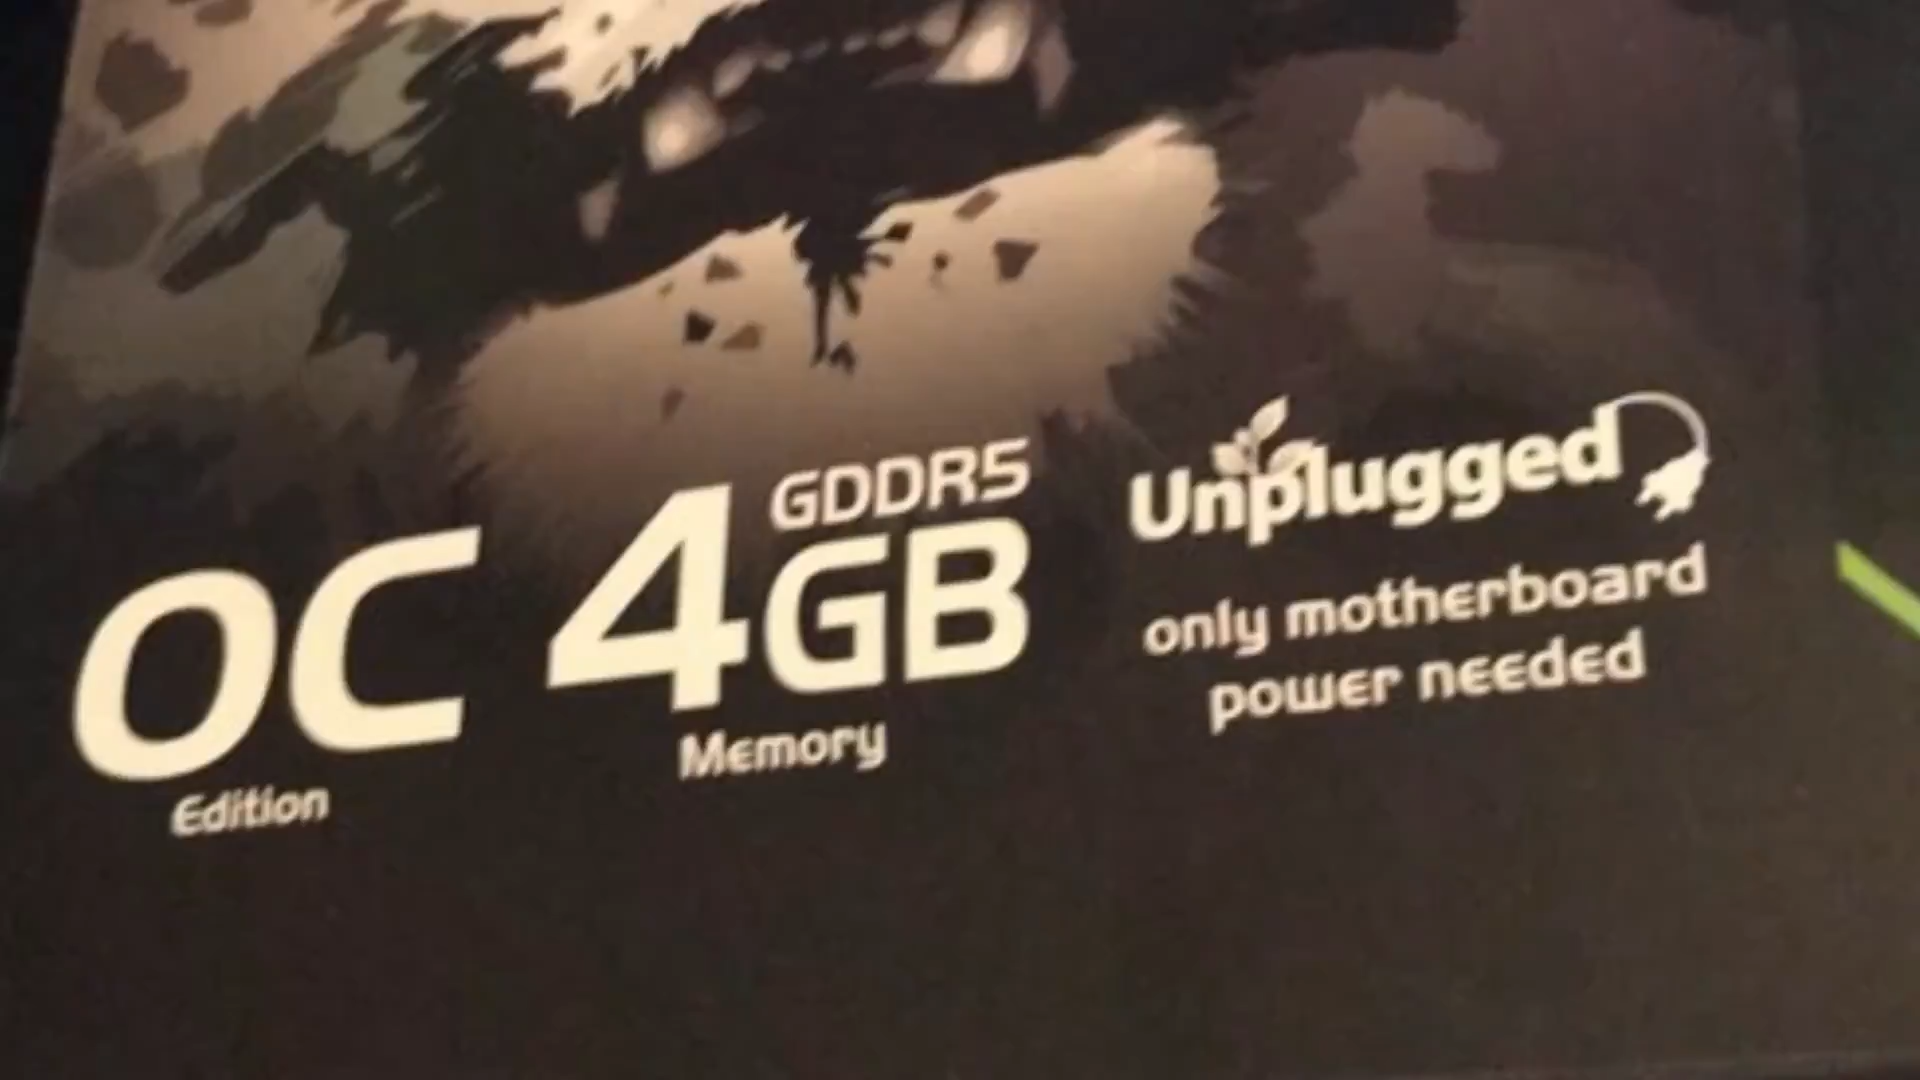 OC
Edition
4GB
GDDR5
Memory
Unplugged
only motherboard
power needed